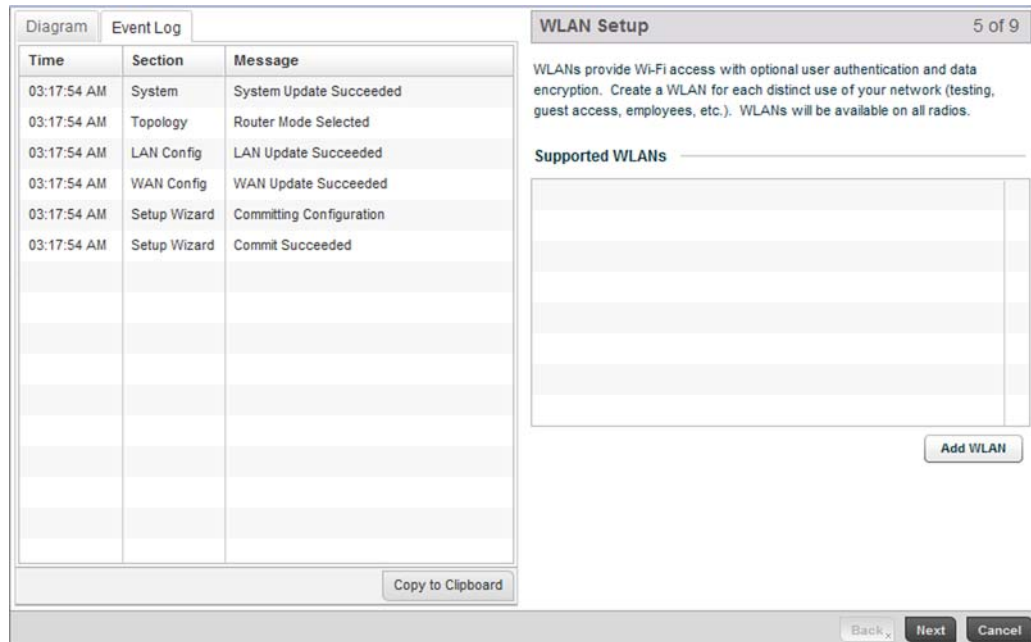 Diagram
Event Log
Time Section Message
03:17:54 AM System System Update Succeeded
03:17:54 AM Topology Router Mode Selected
03:17:54 AM LAN Config LAN Update Succeeded
03:17:54 AM WAN Config WAN Update Succeeded
03:17:54 AM Setup Wizard Committing Configuration
03:17:54 AM Setup Wizard Commit Succeeded
Copy to Clipboard
WLAN Setup 5 of 9
WLANs provide Wi-Fi access with optional user authentication and data
encryption. Create a WLAN for each distinct use of your network (testing,
guest access, employees, etc.). WLANs will be available on all radios.
Supported WLANs
Add WLAN
Back Next Cancel